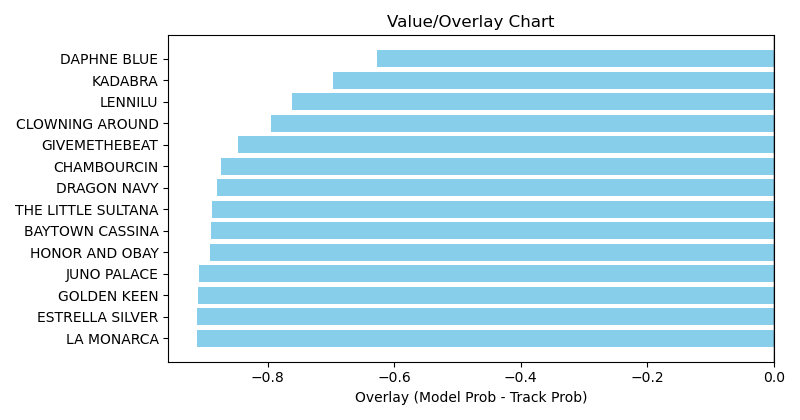 Value/Overlay Chart
DAPHNE BLUE
KADABRA
LENNILU
CLOWNING AROUND
GIVEMETHEBEAT
CHAMBOURCIN
DRAGON NAVY
THE LITTLE SULTANA
BAYTOWN CASSINA
HONOR AND OBAY
JUNO PALACE
GOLDEN KEEN
ESTRELLA SILVER
LA MONARCA
−0.8 −0.6 −0.4 −0.2 0.0
Overlay (Model Prob - Track Prob)